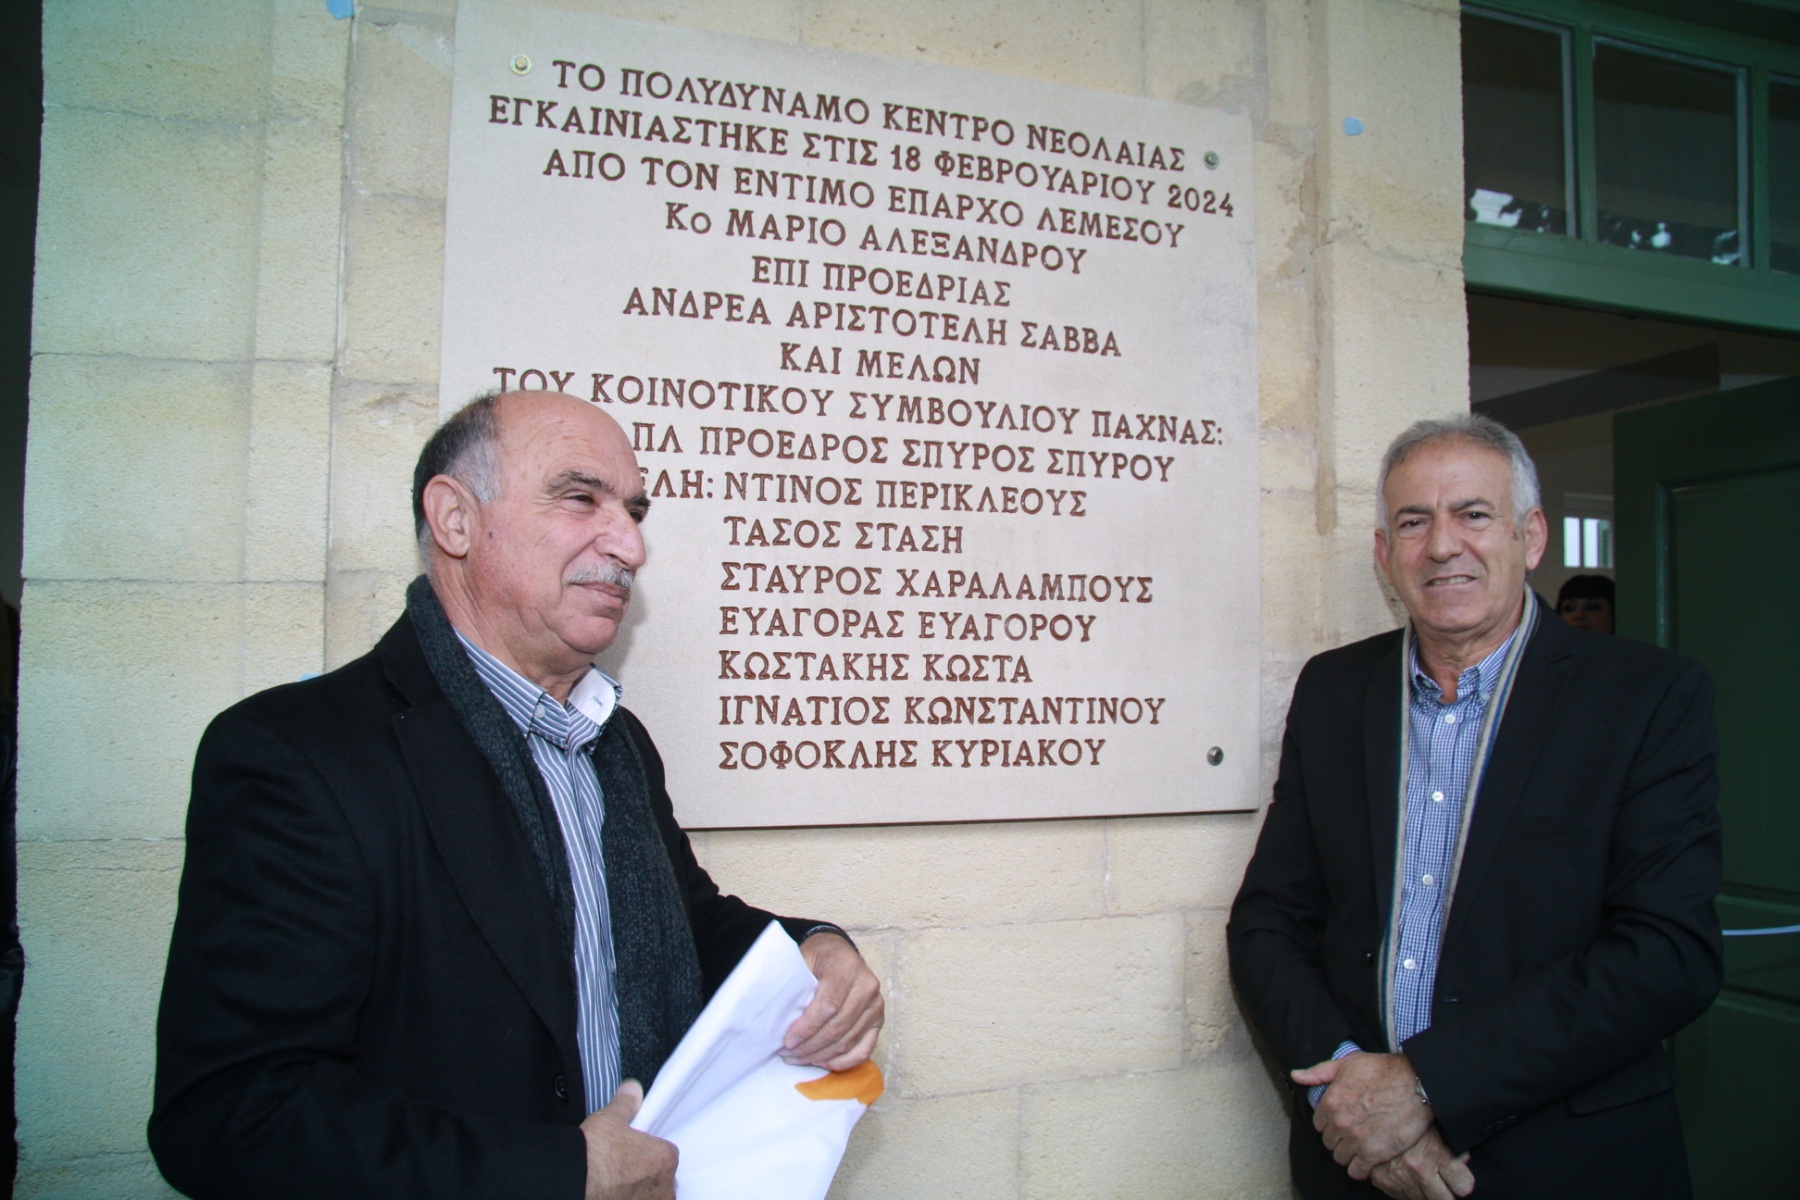 ΤΟ ΠΟΛΥΔΥΝΑΜΟ ΚΕΝΤΡΟ ΝΕΟΛΑΙΑΣ
ΕΓΚΑΙΝΙΑΣΤΗΚΕ ΣΤΙΣ 18 ΦΕΒΡΟΥΑΡΙΟΥ 2024
ΑΠΟ ΤΟΝ ΕΝΤΙΜΟ ΕΠΑΡΧΟ ΛΕΜΕΣΟΥ
Κο ΜΑΡΙΟ ΑΛΕΞΑΝΔΡΟΥ
ΕΠΙ ΠΡΟΕΔΡΙΑΣ
ΑΝΔΡΕΑ ΑΡΙΣΤΟΤΕΛΗ ΣΑΒΒΑ
ΚΑΙ ΜΕΛΩΝ
ΤΟΥ ΚΟΙΝΟΤΙΚΟΥ ΣΥΜΒΟΥΛΙΟΥ ΠΑΧΝΑΣ:
ΠΛ ΠΡΟΕΔΡΟΣ ΣΠΥΡΟΣ ΣΠΥΡΟΥ
ΕΛΗ: ΝΤΙΝΟΣ ΠΕΡΙΚΛΕΟΥΣ
ΤΑΣΟΣ ΣΤΑΣΗ
ΣΤΑΥΡΟΣ ΧΑΡΑΛΑΜΠΟΥΣ
ΕΥΑΓΟΡΑΣ ΕΥΑΓΟΡΟΥ
ΚΩΣΤΑΚΗΣ ΚΩΣΤΑ
ΙΓΝΑΤΙΟΣ ΚΩΝΣΤΑΝΤΙΝΟΥ
ΣΟΦΟΚΛΗΣ ΚΥΡΙΑΚΟΥ